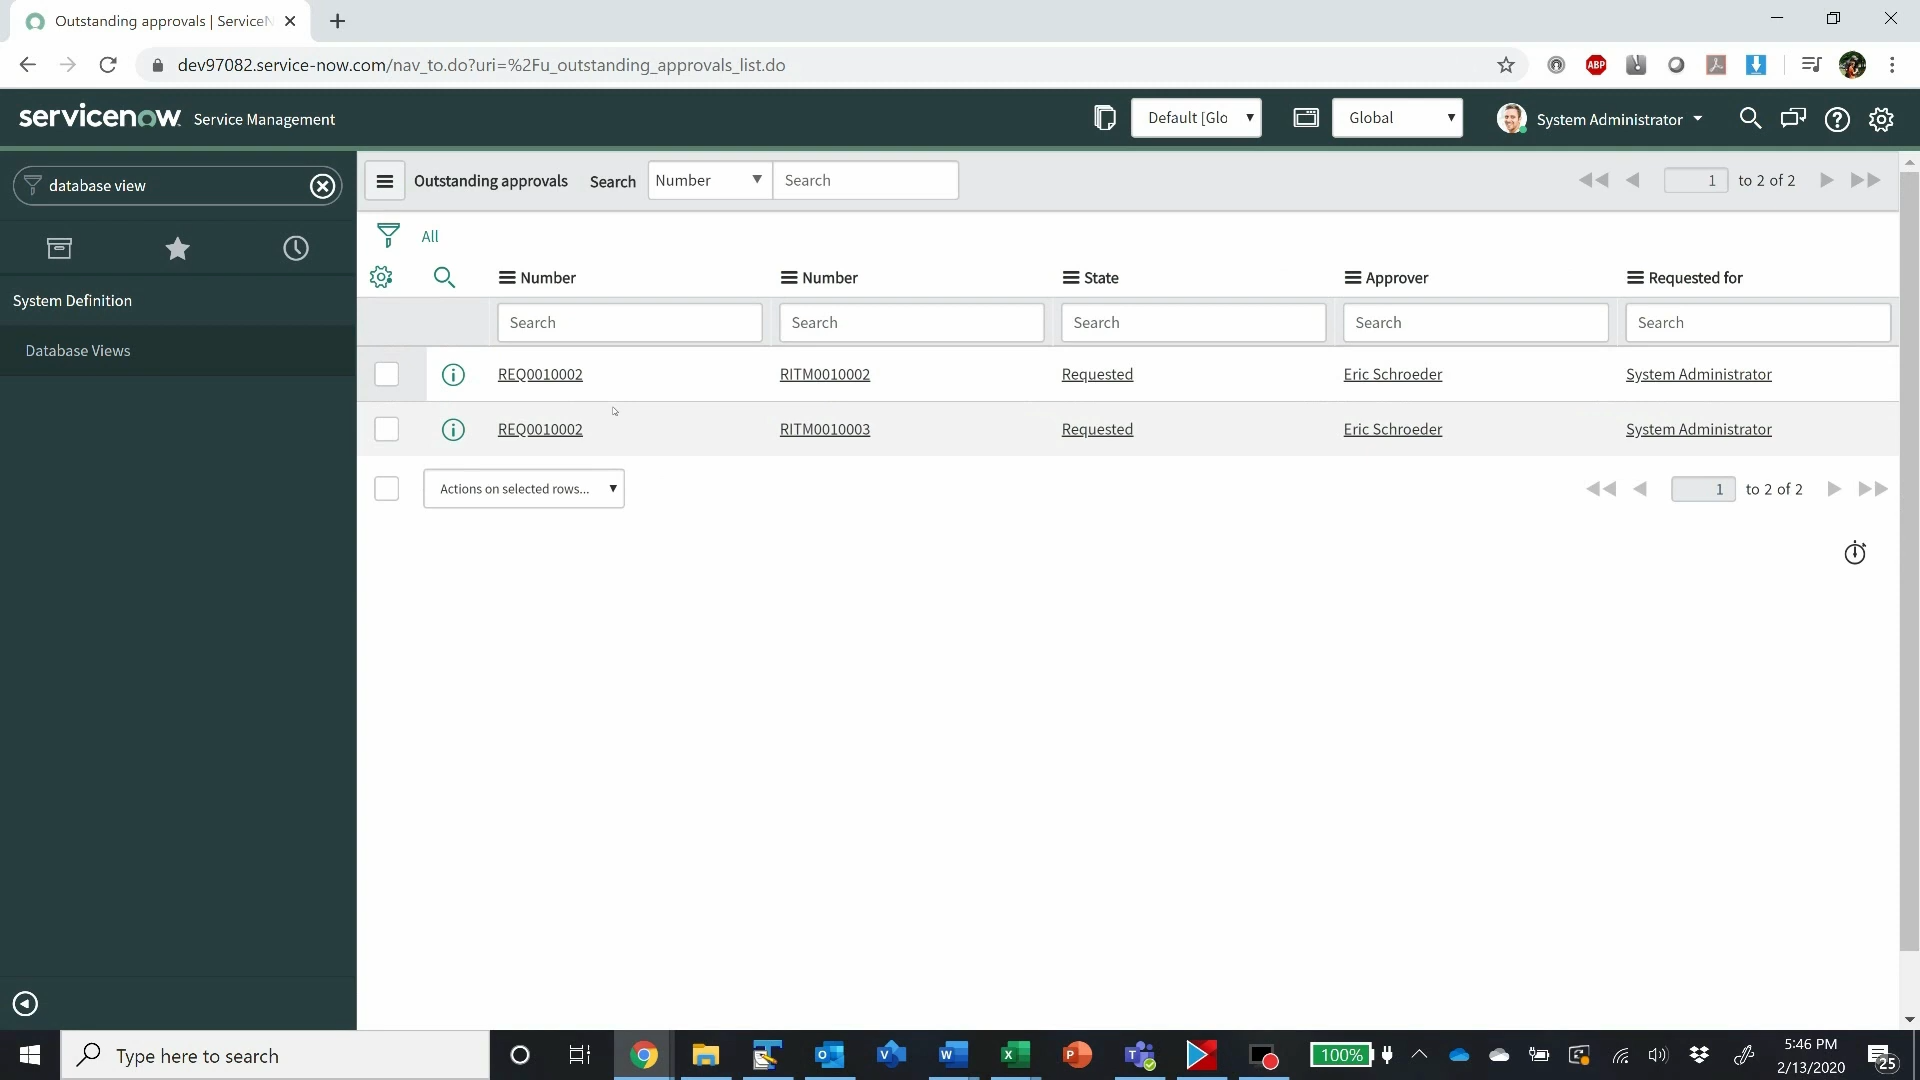 Outstanding approvals | ServiceN
dev97082.service-now.com/nav_to.do?uri=%2Fu_outstanding_approvals_list.do
ABP
servicenow Service Management
Default [Glo
Global
System Administrator
database view
System Definition
Database Views
Outstanding approvals Search Number Search
1 to 2 of 2
All
Number Number State Approver Requested for
Search Search Search Search Search
REQ0010002 RITM0010002 Requested Eric Schroeder System Administrator
REQ0010002 RITM0010003 Requested Eric Schroeder System Administrator
Actions on selected rows...
1 to 2 of 2
Type here to search
100%
5:46 PM
2/13/2020
25